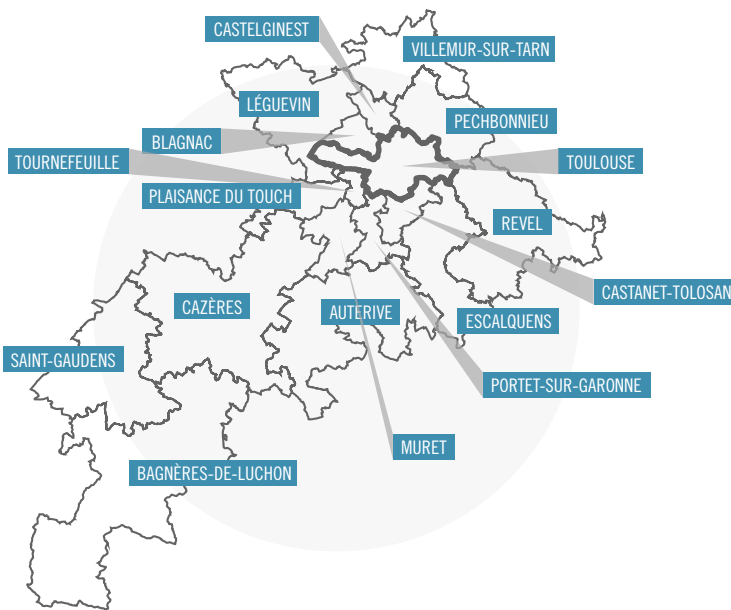 CASTELGINEST
VILLEMUR-SUR-TARN
LÉGUEVIN
PECHBONNIEU
BLAGNAC
TOURNEFEUILLE
TOULOUSE
PLAISANCE DU TOUCH
REVEL
CASTANET-TOLOSAN
CAZÈRES
AUTERIVE
ESCALQUENS
SAINT-GAUDENS
PORTET-SUR-GARONNE
MURET
BAGNÈRES-DE-LUCHON